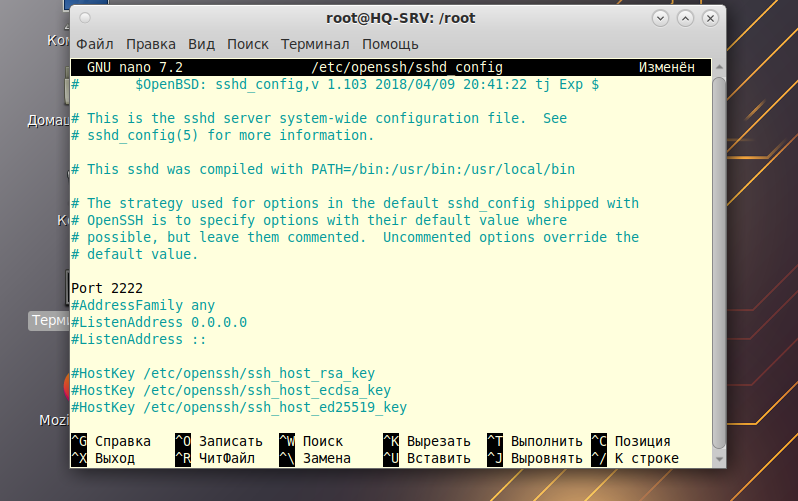 root@HQ-SRV: /root
Файл Правка Вид Поиск Терминал Помощь
GNU nano 7.2 /etc/openssh/sshd_config Изменён
# $OpenBSD: sshd_config,v 1.103 2018/04/09 20:41:22 tj Exp $
# This is the sshd server system-wide configuration file. See
# sshd_config(5) for more information.
# This sshd was compiled with PATH=/bin:/usr/bin:/usr/local/bin
# The strategy used for options in the default sshd_config shipped with
# OpenSSH is to specify options with their default value where
# possible, but leave them commented. Uncommented options override the
# default value.
Port 2222
#AddressFamily any
#ListenAddress 0.0.0.0
#ListenAddress ::
#HostKey /etc/openssh/ssh_host_rsa_key
#HostKey /etc/openssh/ssh_host_ecdsa_key
#HostKey /etc/openssh/ssh_host_ed25519_key
^G Справка ^O Записать ^W Поиск ^K Вырезать ^T Выполнить ^C Позиция
^X Выход ^R ЧитФайл ^\ Замена ^U Вставить ^J Выровнять ^/ К строке